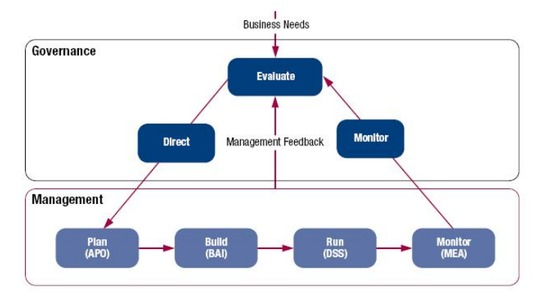 Business Needs
Governance
Evaluate
Direct
Management Feedback
Monitor
Management
Plan
(APO)
Build
(BAI)
Run
(DSS)
Monitor
(MEA)